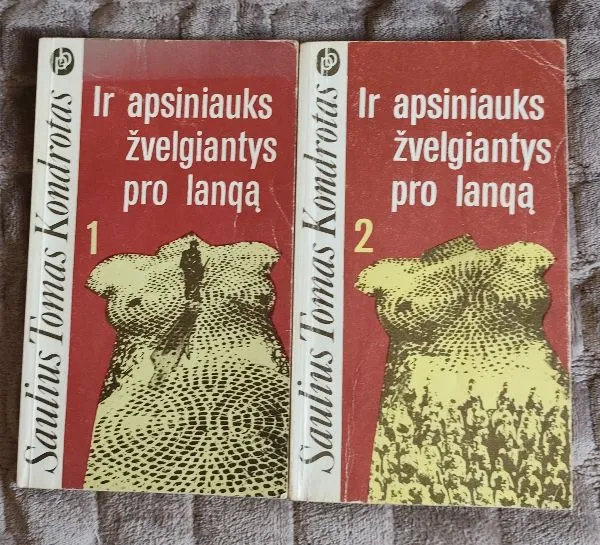 Saulius Tomas Kondrotas
Ir apsiniauks
žvelgiantys
pro langą
1
Saulius Tomas Kondrotas
Ir apsiniauks
žvelgiantys
pro langą
2